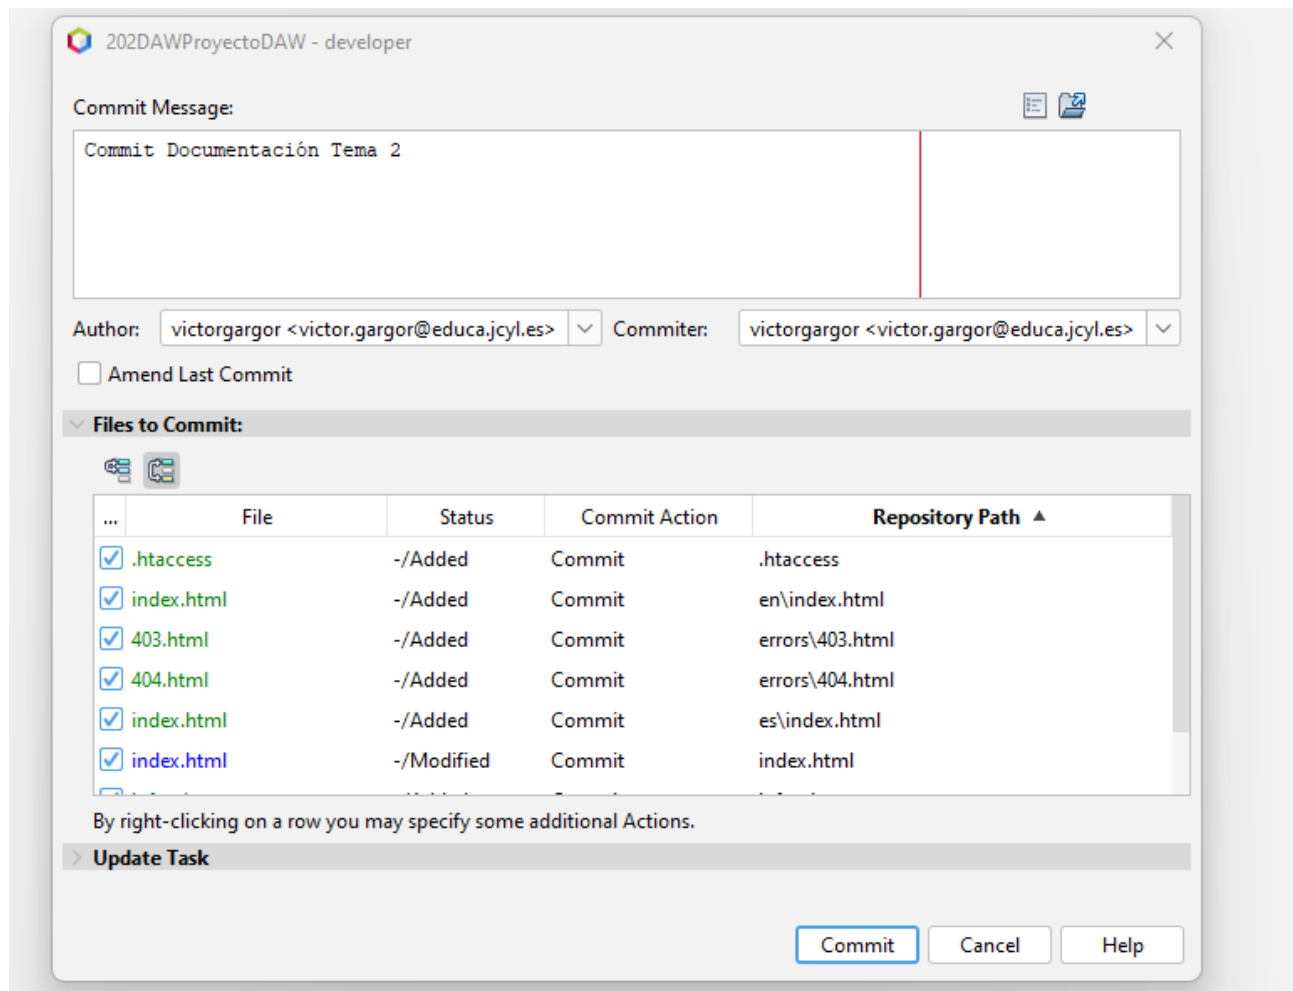 202DAWProyectoDAW - developer
Commit Message:
Commit Documentación Tema 2
Author: victorgargor <victor.gargor@educa.jcyl.es> Commiter: victorgargor <victor.gargor@educa.jcyl.es>
Amend Last Commit
Files to Commit:
... File Status Commit Action Repository Path
.htaccess -/Added Commit .htaccess
index.html -/Added Commit en\index.html
403.html -/Added Commit errors\403.html
404.html -/Added Commit errors\404.html
index.html -/Added Commit es\index.html
index.html -/Modified Commit index.html
By right-clicking on a row you may specify some additional Actions.
Update Task
Commit Cancel Help